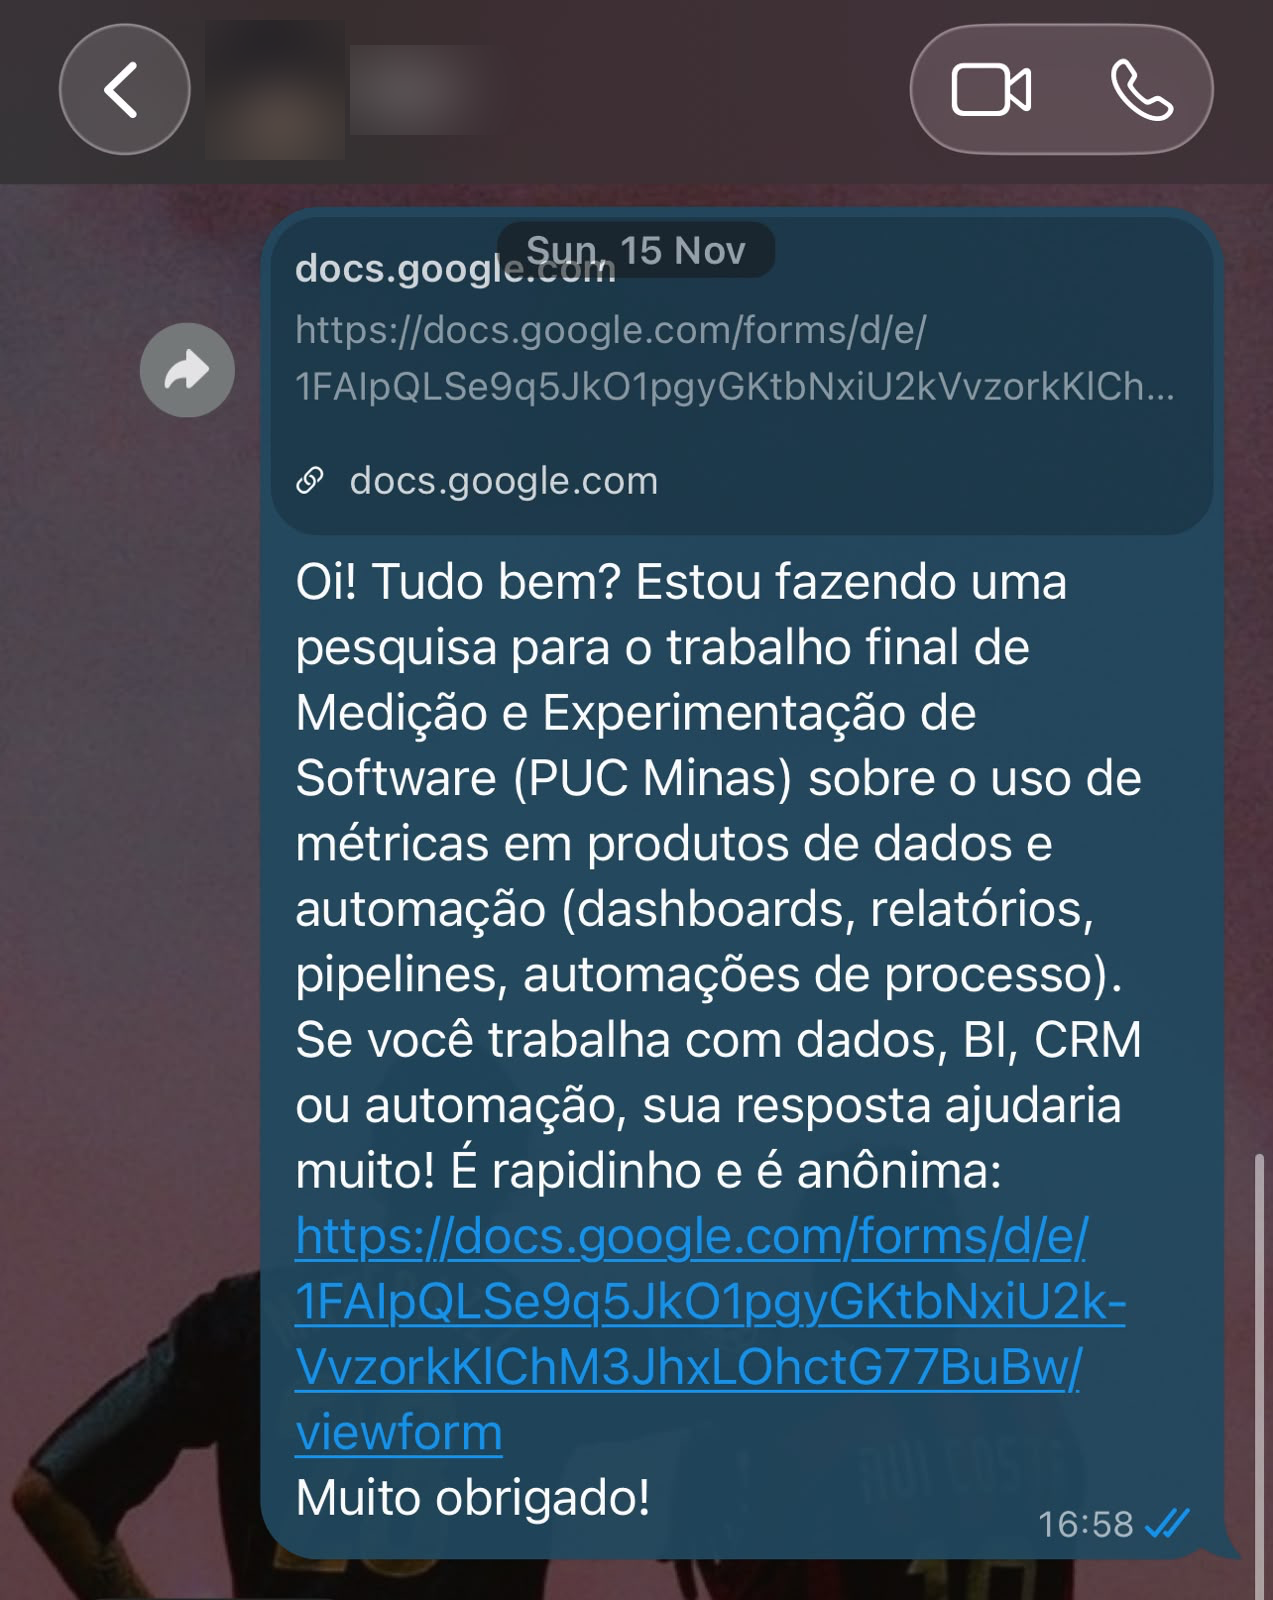 Sun, 15 Nov
docs.google.com
https://docs.google.com/forms/d/e/
1FAIpQLSe9q5JkO1pgyGKtbNxiU2kVvzorkKlCh...
docs.google.com
Oi! Tudo bem? Estou fazendo uma
pesquisa para o trabalho final de
Medição e Experimentação de
Software (PUC Minas) sobre o uso de
métricas em produtos de dados e
automação (dashboards, relatórios,
pipelines, automações de processo).
Se você trabalha com dados, BI, CRM
ou automação, sua resposta ajudaria
muito! É rapidinho e é anônima:
https://docs.google.com/forms/d/e/
1FAIpQLSe9q5JkO1pgyGKtbNxiU2k-
VvzorkKlChM3JhxLOhctG77BuBw/
viewform
Muito obrigado!
16:58
RUI COSTA
10